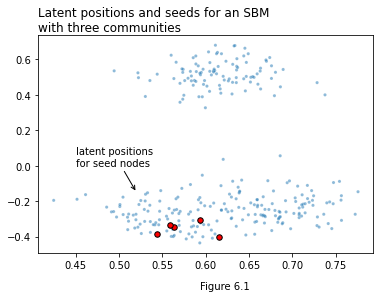 Latent positions and seeds for an SBM
with three communities
0.6
0.4
0.2
0.0
−0.2
−0.4
latent positions
for seed nodes
0.45 0.50 0.55 0.60 0.65 0.70 0.75
Figure 6.1